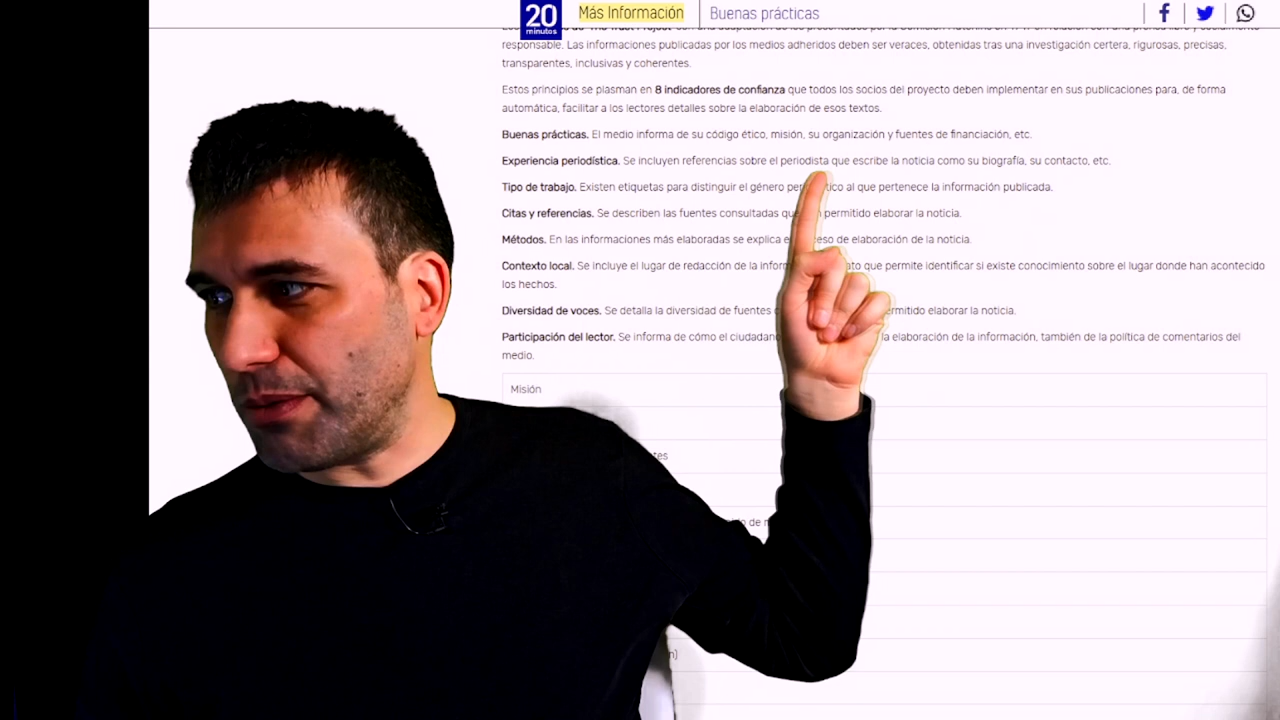 20
minutos
Más Información
Buenas prácticas
responsable. Las informaciones publicadas por los medios adheridos deben ser veraces, obtenidas tras una investigación certera, rigurosas, precisas,
transparentes, inclusivas y coherentes.
Estos principios se plasman en 8 indicadores de confianza que todos los socios del proyecto deben implementar en sus publicaciones para, de forma
automática, facilitar a los lectores detalles sobre la elaboración de esos textos.
Buenas prácticas. El medio informa de su código ético, misión, su organización y fuentes de financiación, etc.
Experiencia periodística. Se incluyen referencias sobre el periodista que escribe la noticia como su biografía, su contacto, etc.
Tipo de trabajo. Existen etiquetas para distinguir el género al que pertenece la información publicada.
Citas y referencias. Se describen las fuentes consultadas permitido elaborar la noticia.
Métodos. En las informaciones más elaboradas se explica de elaboración de la noticia.
Contexto local. Se incluye el lugar de redacción de la que permite identificar si existe conocimiento sobre el lugar donde han acontecido
los hechos.
Diversidad de voces. Se detalla la diversidad de fuentes elaborar la noticia.
Participación del lector. Se informa de cómo el ciudadano la elaboración de la información, también de la política de comentarios del
medio.
Misión